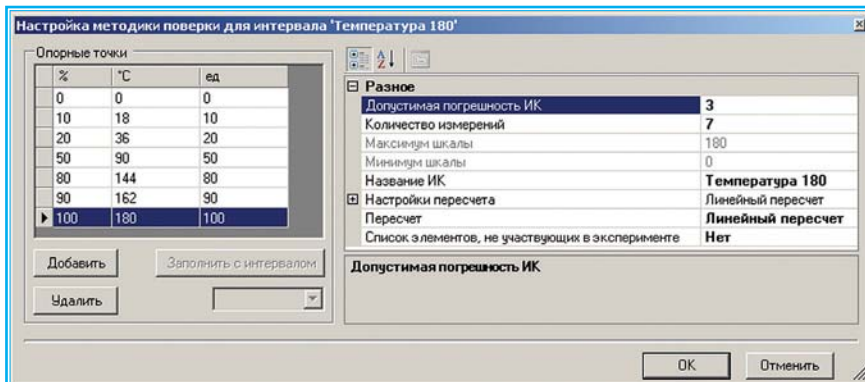 Настройка методики поверки для интервала 'Температура 180'
Опорные точки
% °C ед
0 0 0
10 18 10
20 36 20
50 90 50
80 144 80
90 162 90
100 180 100
Добавить Заполнить с интервалом
Удалить
Разное
Допустимая погрешность ИК 3
Количество измерений 7
Максимум шкалы 180
Минимум шкалы 0
Название ИК Температура 180
Настройки пересчета Линейный пересчет
Пересчет Линейный пересчет
Список элементов, не участвующих в эксперименте Нет
Допустимая погрешность ИК
OK Отменить